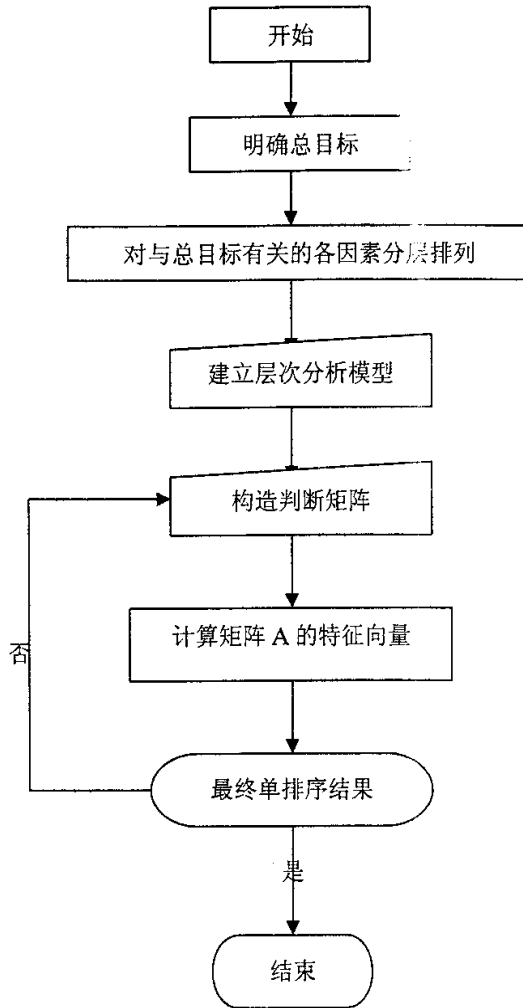 开始
明确总目标
对与总目标有关的各因素分层排列
建立层次分析模型
构造判断矩阵
计算矩阵 A 的特征向量
否
最终单排序结果
是
结束